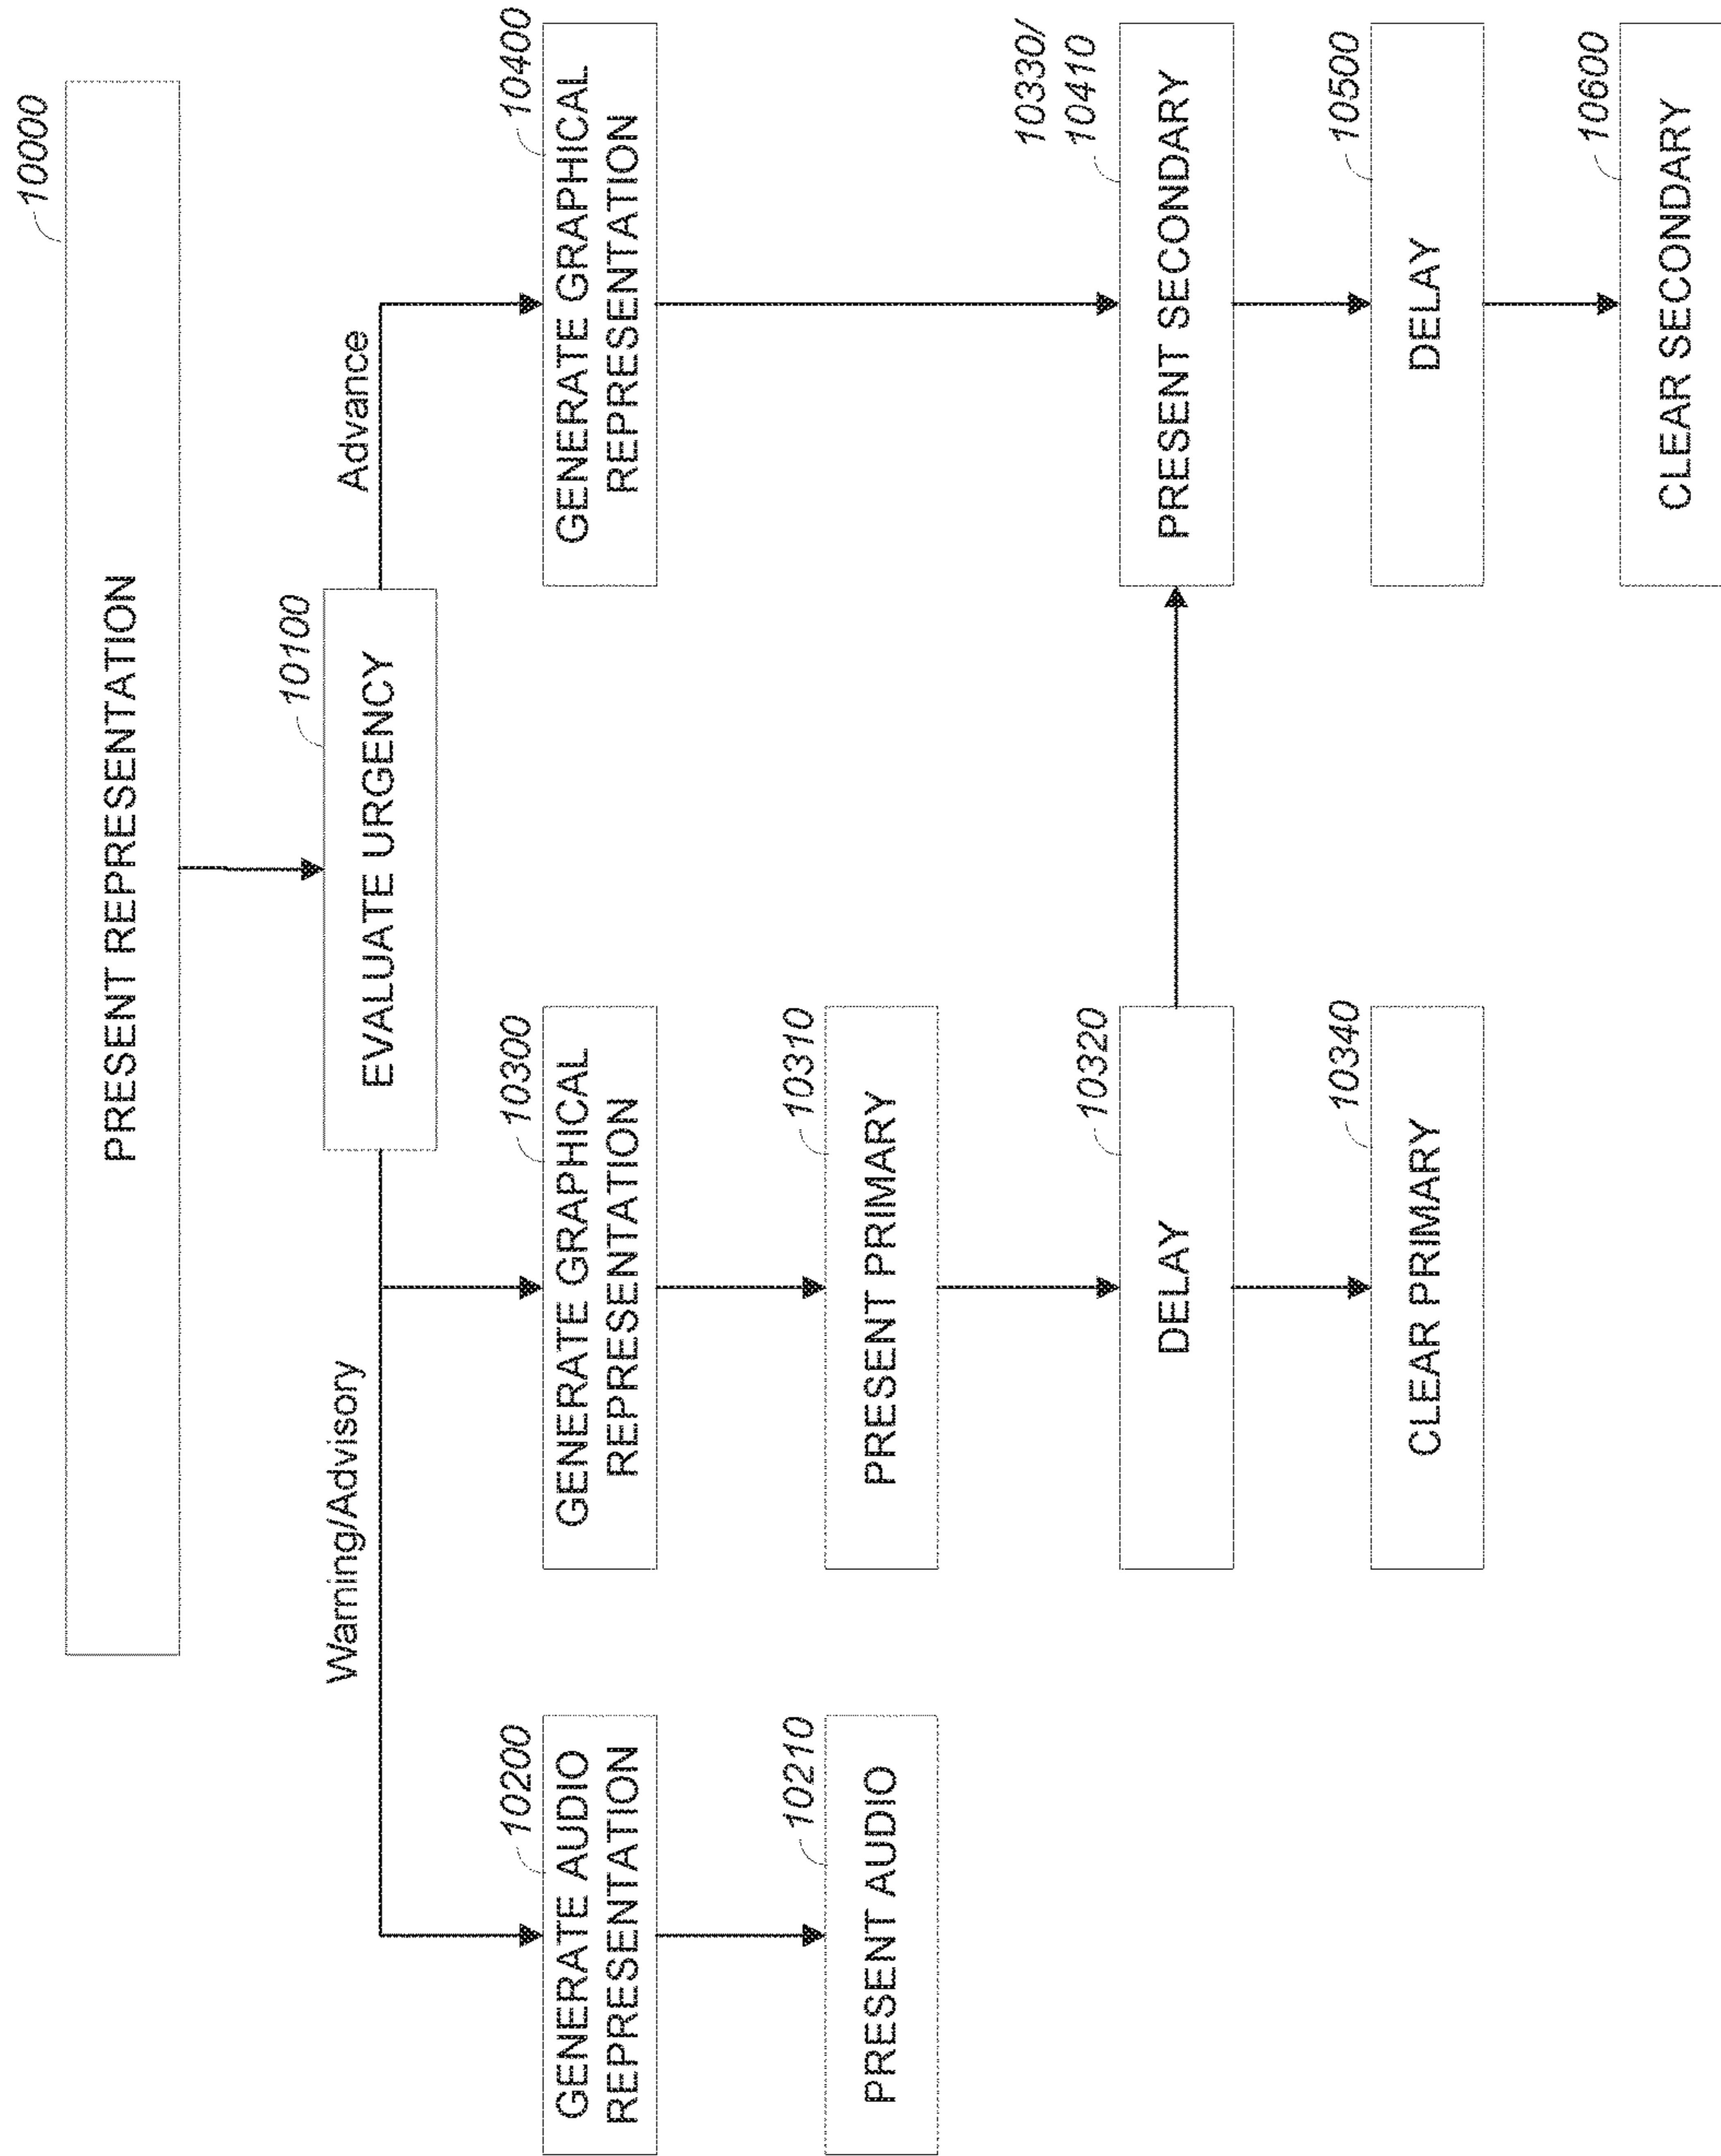 10000
PRESENT REPRESENTATION
10100
EVALUATE URGENCY
Warning/Advisory
Advance
10200
GENERATE AUDIO
REPRESENTATION
10300
GENERATE GRAPHICAL
REPRESENTATION
10400
GENERATE GRAPHICAL
REPRESENTATION
10210
PRESENT AUDIO
10310
PRESENT PRIMARY
10320
DELAY
10330/
10410
PRESENT SECONDARY
10340
CLEAR PRIMARY
10500
DELAY
10600
CLEAR SECONDARY